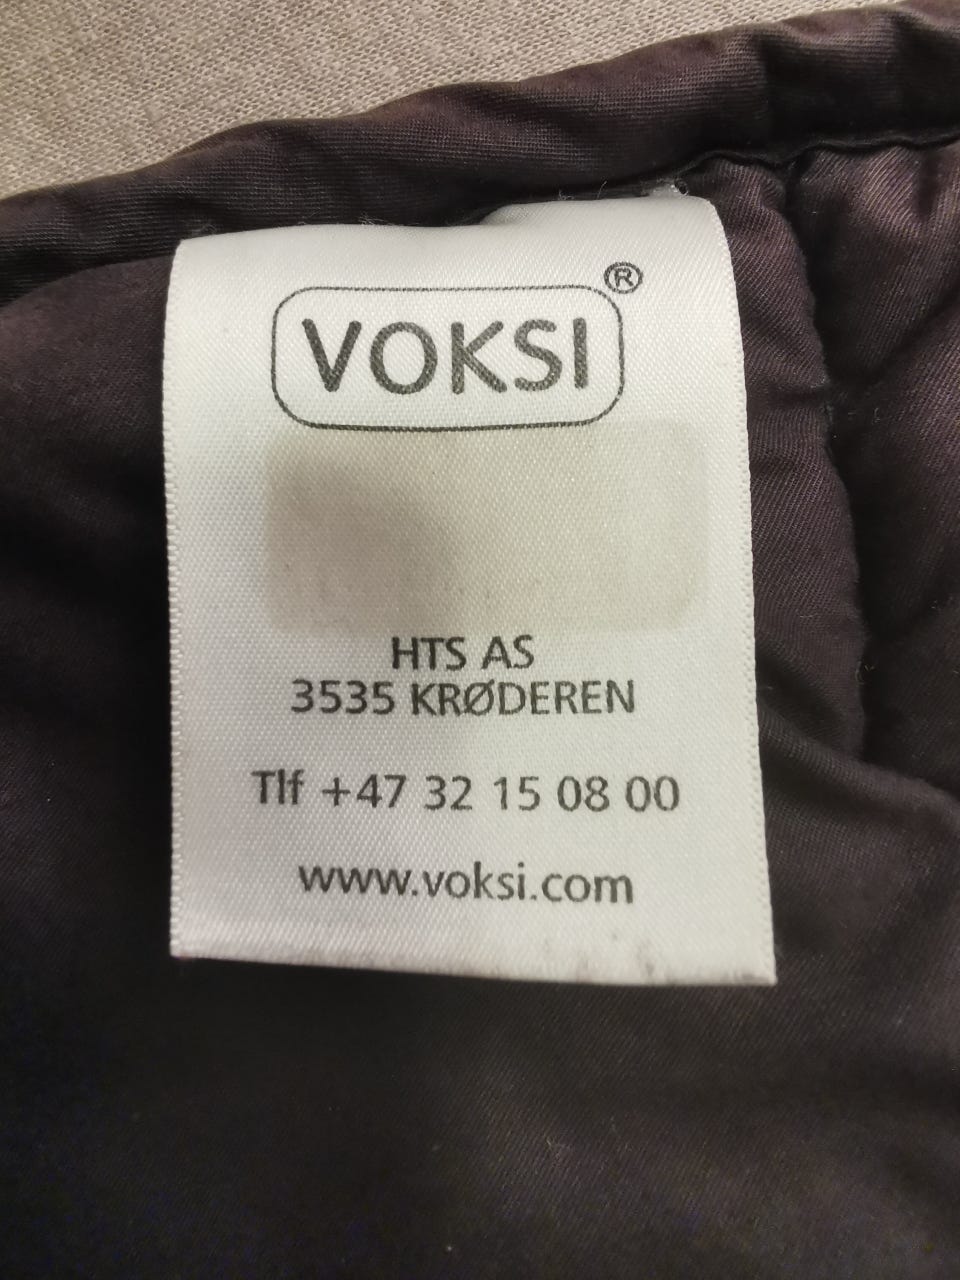 VOKSI®
HTS AS
3535 KRØDEREN
Tlf +47 32 15 08 00
www.voksi.com